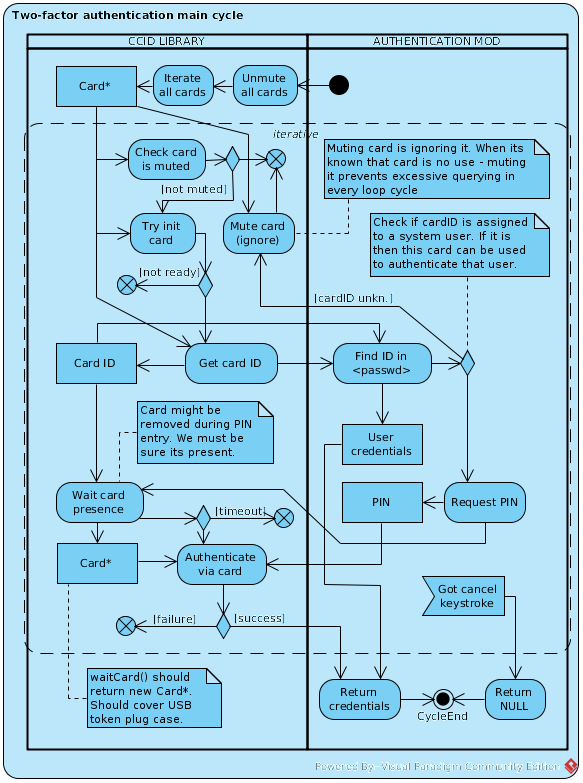 Two-factor authentication main cycle
CCID LIBRARY
AUTHENTICATION MOD
Card*
Iterate
all cards
Unmute
all cards
iterative
Check card
is muted
Muting card is ignoring it. When its
known that card is no use - muting
it prevents excessive querying in
every loop cycle
[not muted]
Try init
card
Mute card
(ignore)
Check if cardID is assigned
to a system user. If it is
then this card can be used
to authenticate that user.
[not ready]
[cardID unkn.]
Card ID
Get card ID
Find ID in
<passwd>
Card might be
removed during PIN
entry. We must be
sure its present.
User
credentials
Wait card
presence
PIN
Request PIN
[timeout]
Card*
Authenticate
via card
Got cancel
keystroke
[failure]
[success]
waitCard() should
return new Card*.
Should cover USB
token plug case.
Return
credentials
CycleEnd
Return
NULL
Powered By Visual Paradigm Community Edition